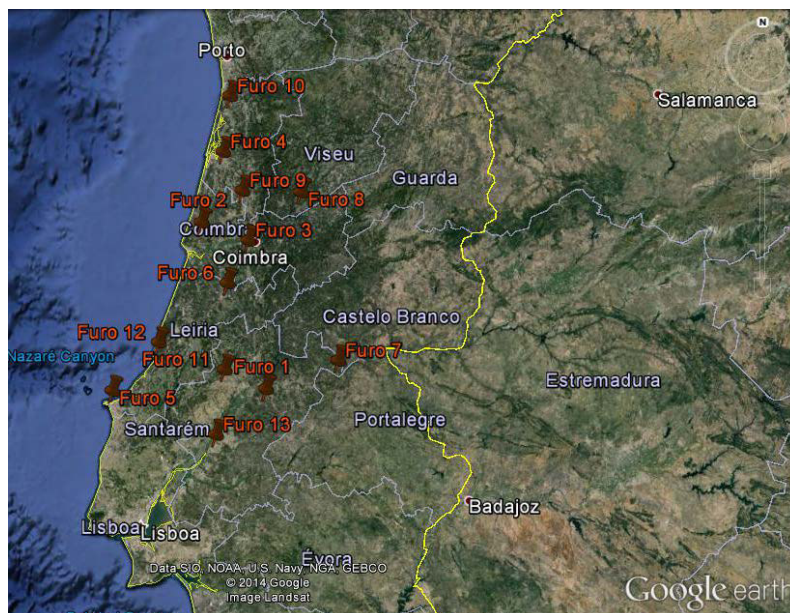 N
Porto
Furo 10
Salamanca
Furo 4
Viseu
Guarda
Furo 9
Furo 8
Furo 2
Coimbra
Furo 3
Coimbra
Furo 6
Castelo Branco
Furo 12
Leiria
Nazaré Canyon
Furo 11
Furo 1
Furo 7
Estremadura
Furo 5
Portalegre
Santarém
Furo 13
Badajoz
Lisboa
Lisboa
Évora
Data SIO, NOAA, U.S. Navy, NGA, GEBCO
© 2014 Google
Image Landsat
Google earth